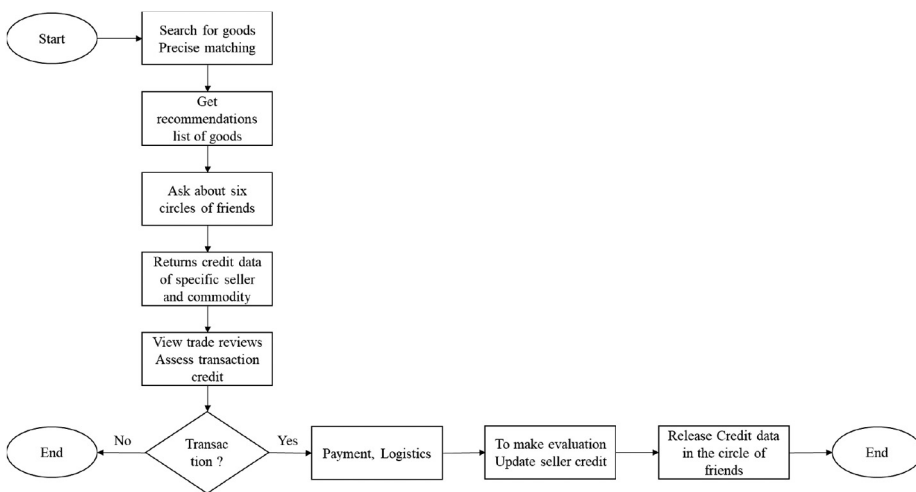 Start
Search for goods
Precise matching
Get
recommendations
list of goods
Ask about six
circles of friends
Returns credit data
of specific seller
and commodity
View trade reviews
Assess transaction
credit
End
No
Transac
tion ?
Yes
Payment, Logistics
To make evaluation
Update seller credit
Release Credit data
in the circle of
friends
End